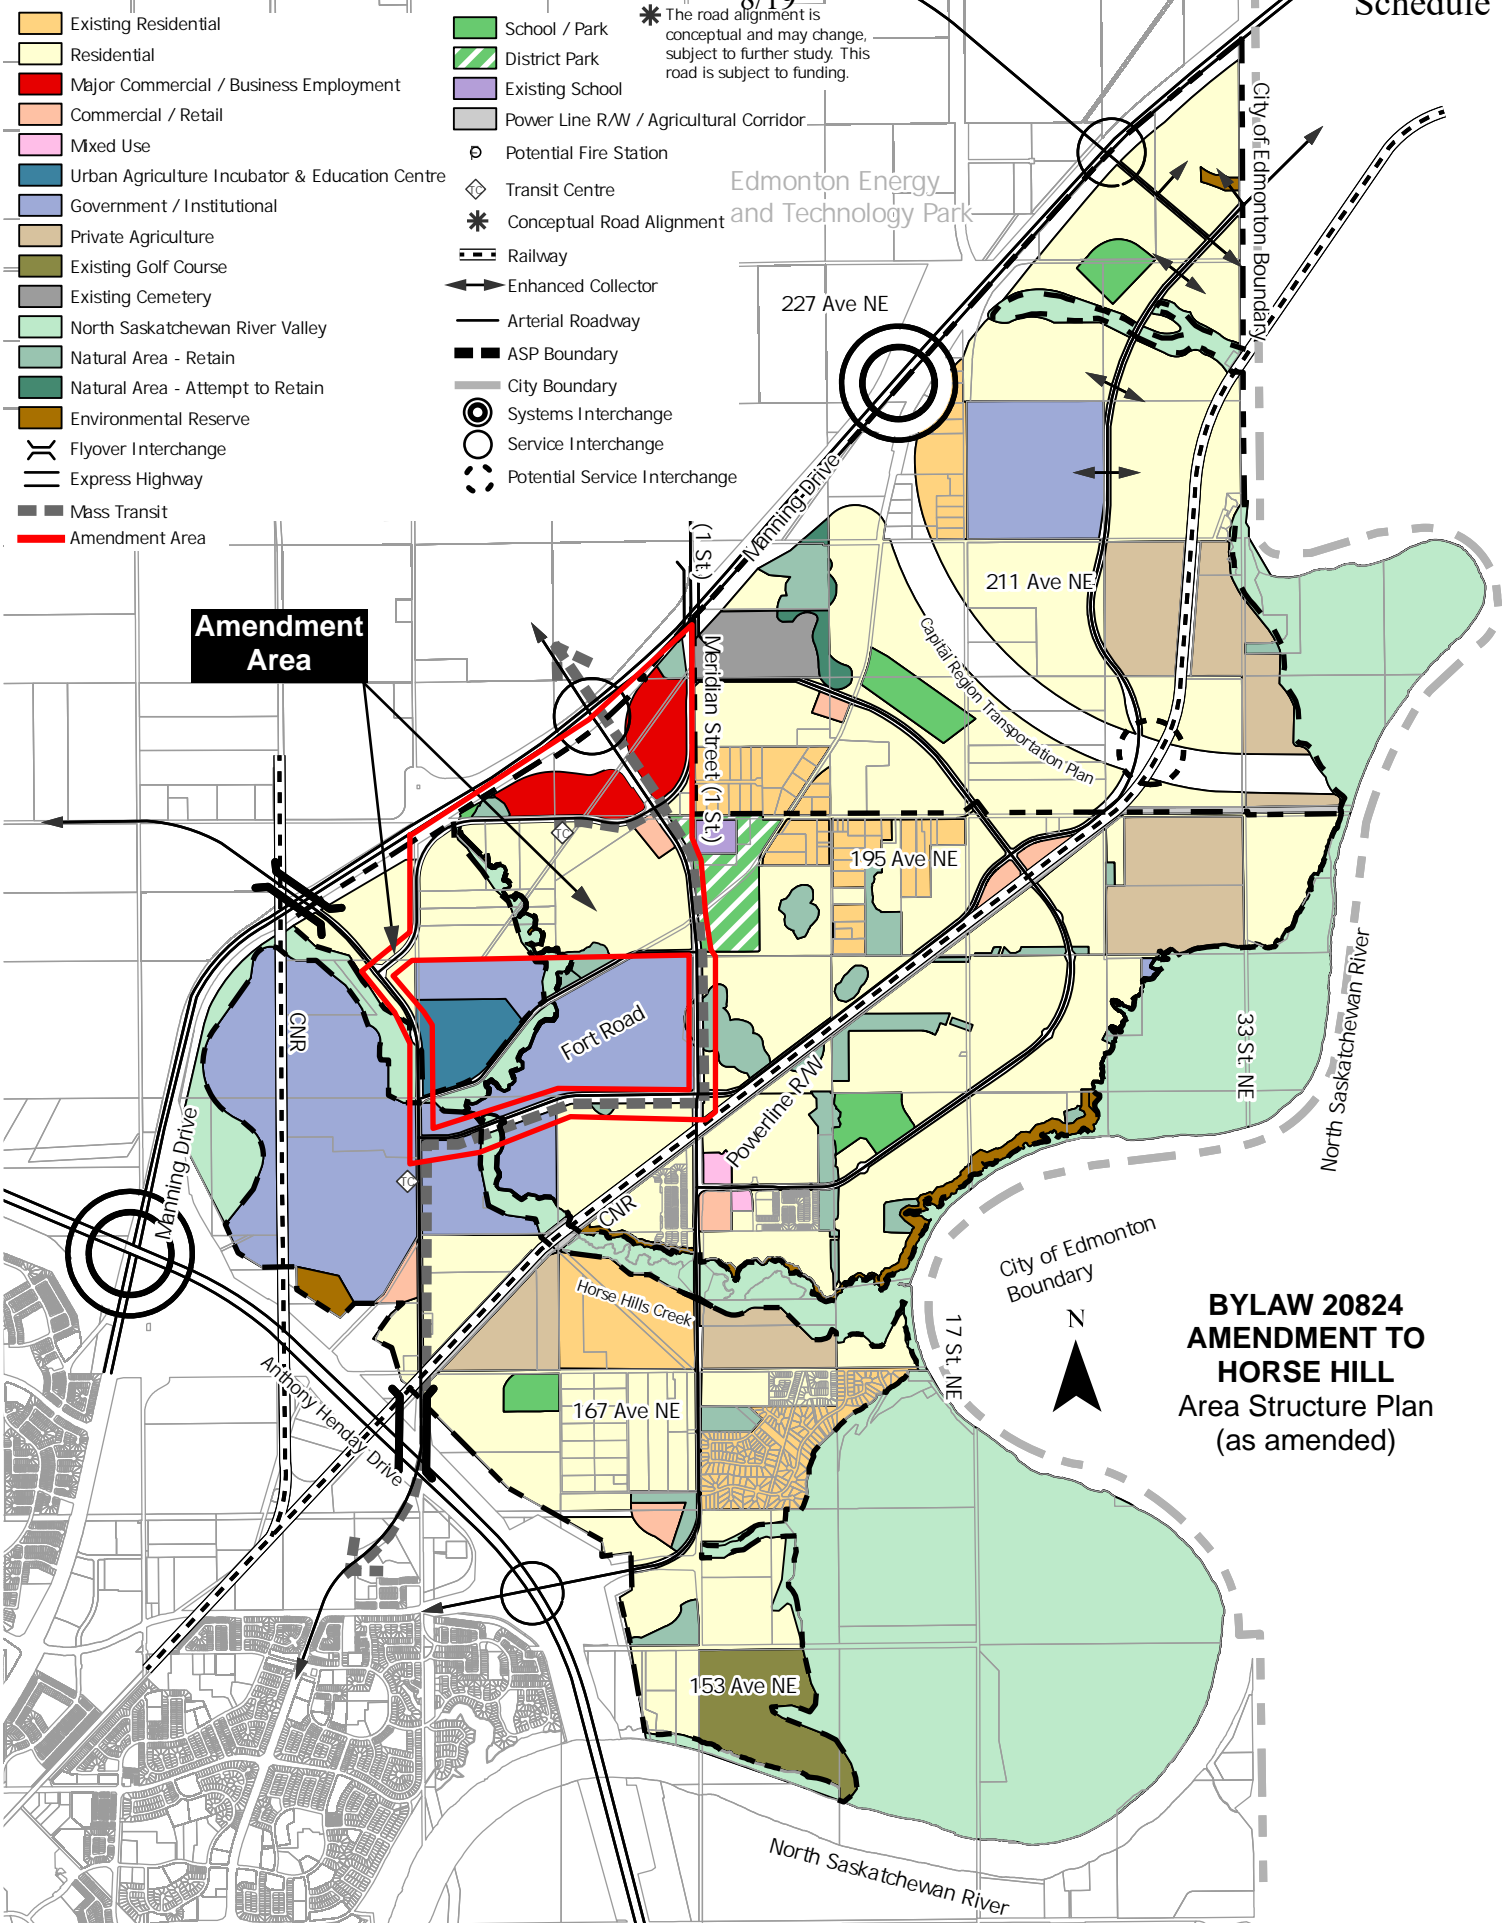 8/19
Schedule
Existing Residential
Residential
Major Commercial / Business Employment
Commercial / Retail
Mixed Use
Urban Agriculture Incubator & Education Centre
Government / Institutional
Private Agriculture
Existing Golf Course
Existing Cemetery
North Saskatchewan River Valley
Natural Area - Retain
Natural Area - Attempt to Retain
Environmental Reserve
Flyover Interchange
Express Highway
Mass Transit
Amendment Area
School / Park
District Park
Existing School
Power Line R/W / Agricultural Corridor
Potential Fire Station
TC
Transit Centre
Conceptual Road Alignment
Railway
Enhanced Collector
Arterial Roadway
ASP Boundary
City Boundary
Systems Interchange
Service Interchange
Potential Service Interchange
The road alignment is
conceptual and may change,
subject to further study. This
road is subject to funding.
Edmonton Energy
and Technology Park
City of Edmonton Boundary
227 Ave NE
Manning Drive
(1 St.)
211 Ave NE
Amendment
Area
Meridian Street (1 St.)
Capital Region Transportation Plan
TC
195 Ave NE
Fort Road
CNR
33 St. NE
North Saskatchewan River
Powerline R/W
Manning Drive
TC
CNR
City of Edmonton
Boundary
Horse Hills Creek
17 St. NE
N
BYLAW 20824
AMENDMENT TO
HORSE HILL
Area Structure Plan
(as amended)
Anthony Henday Drive
167 Ave NE
153 Ave NE
North Saskatchewan River